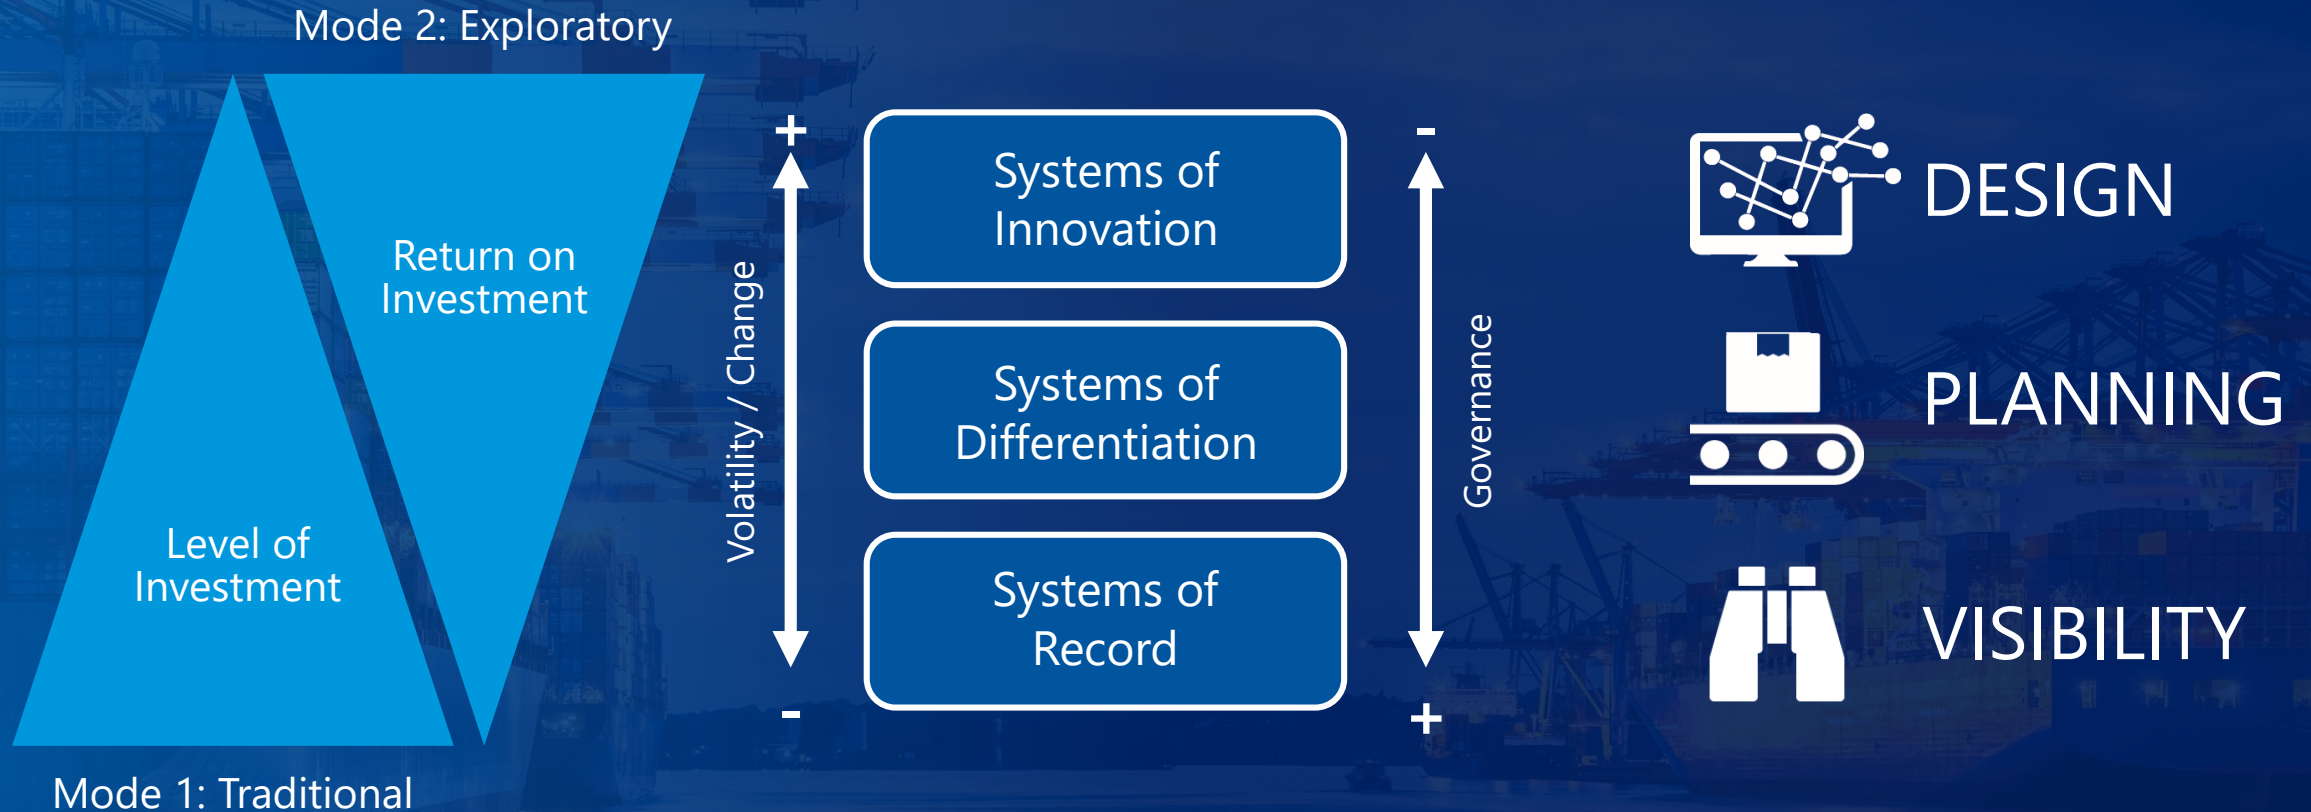 Mode 2: Exploratory
Return on
Investment
Level of
Investment
Mode 1: Traditional
+
Volatility / Change
-
Systems of
Innovation
Systems of
Differentiation
Systems of
Record
-
Governance
+
DESIGN
PLANNING
VISIBILITY